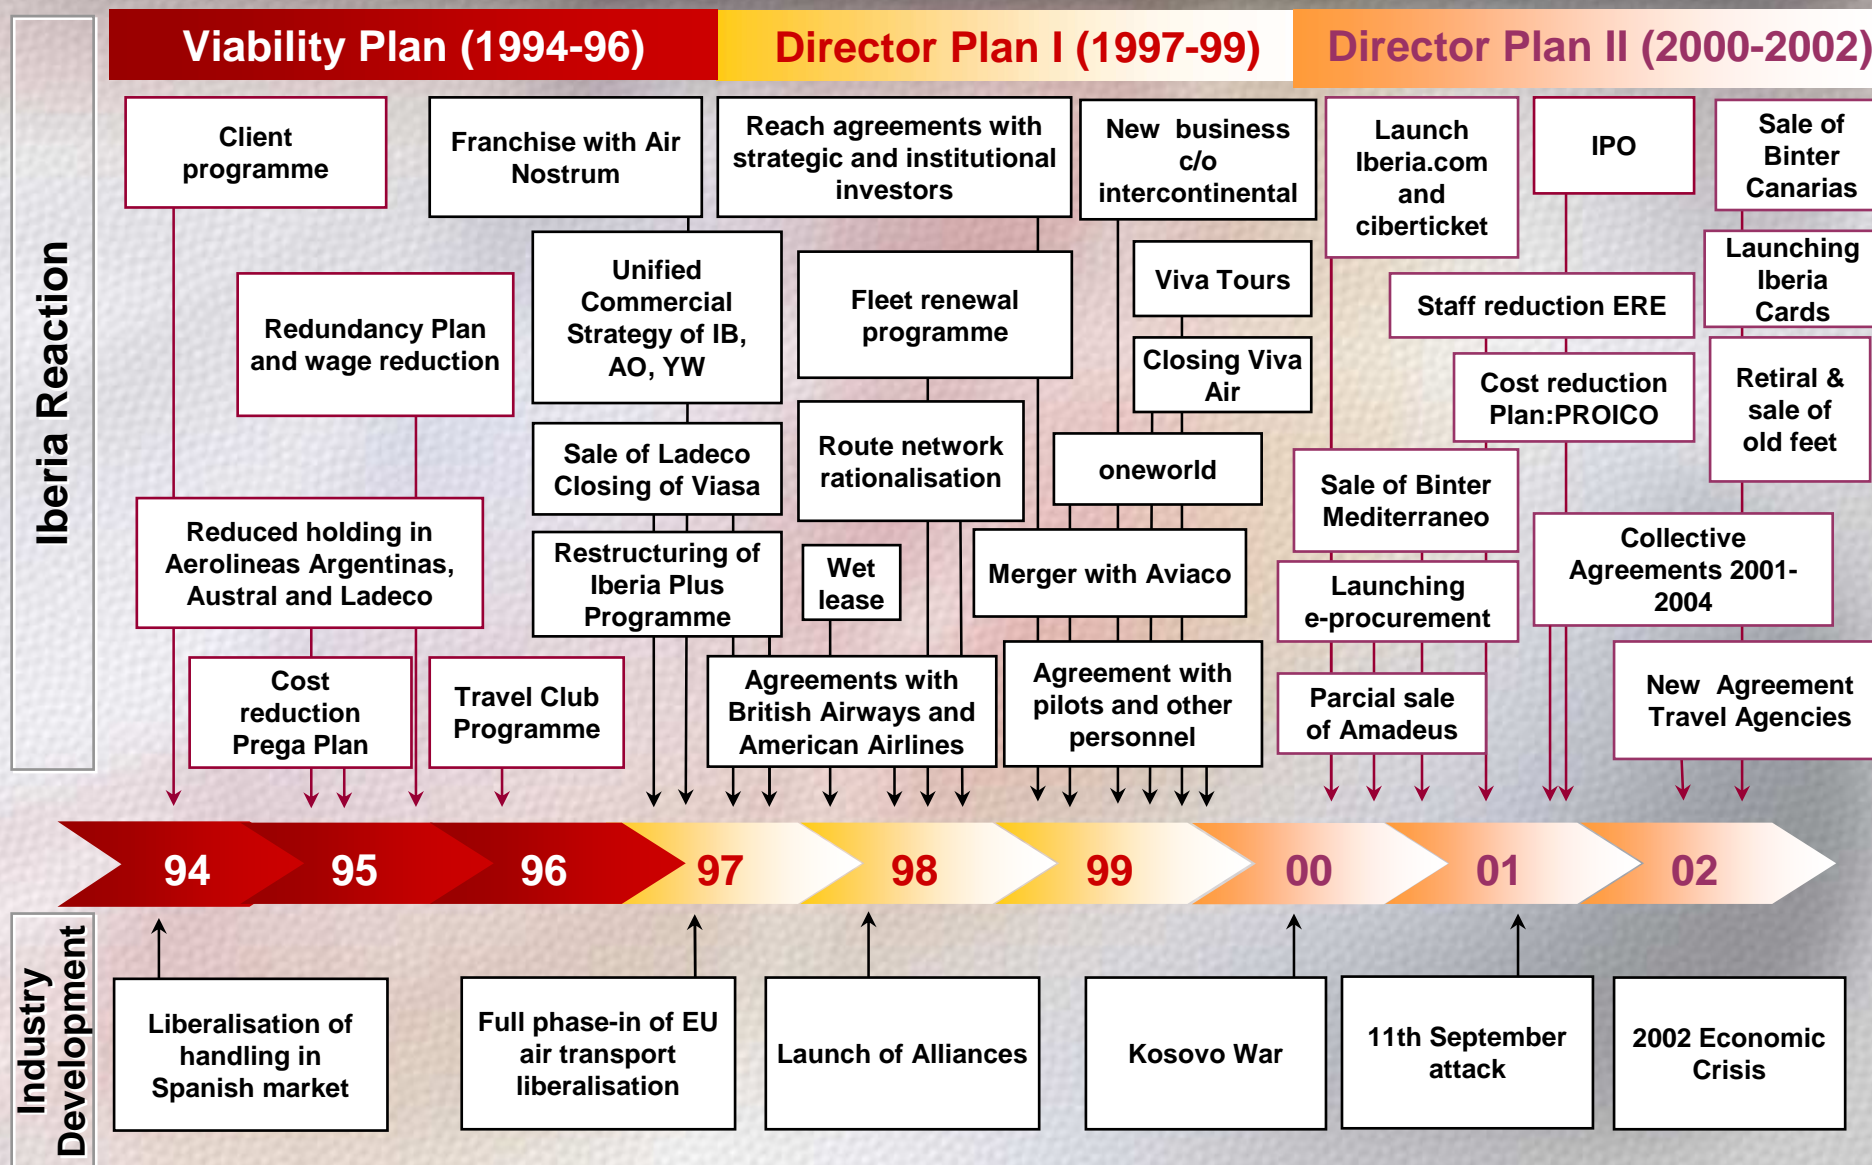 Viability Plan (1994-96)
Director Plan I (1997-99)
Director Plan II (2000-2002)
Iberia Reaction
Client
programme
Franchise with Air
Nostrum
Reach agreements with
strategic and institutional
investors
New business
c/o
intercontinental
Launch
Iberia.com
and
ciberticket
IPO
Sale of
Binter
Canarias
Redundancy Plan
and wage reduction
Unified
Commercial
Strategy of IB,
AO, YW
Fleet renewal
programme
Viva Tours
Closing Viva
Air
Staff reduction ERE
Launching
Iberia
Cards
Cost reduction
Plan:PROICO
Retiral &
sale of
old feet
Sale of Ladeco
Closing of Viasa
Route network
rationalisation
oneworld
Sale of Binter
Mediterraneo
Reduced holding in
Aerolineas Argentinas,
Austral and Ladeco
Restructuring of
Iberia Plus
Programme
Wet
lease
Merger with Aviaco
Launching
e-procurement
Collective
Agreements 2001-
2004
Cost
reduction
Prega Plan
Travel Club
Programme
Agreements with
British Airways and
American Airlines
Agreement with
pilots and other
personnel
Parcial sale
of Amadeus
New Agreement
Travel Agencies
94
95
96
97
98
99
00
01
02
Industry
Development
Liberalisation of
handling in
Spanish market
Full phase-in of EU
air transport
liberalisation
Launch of Alliances
Kosovo War
11th September
attack
2002 Economic
Crisis